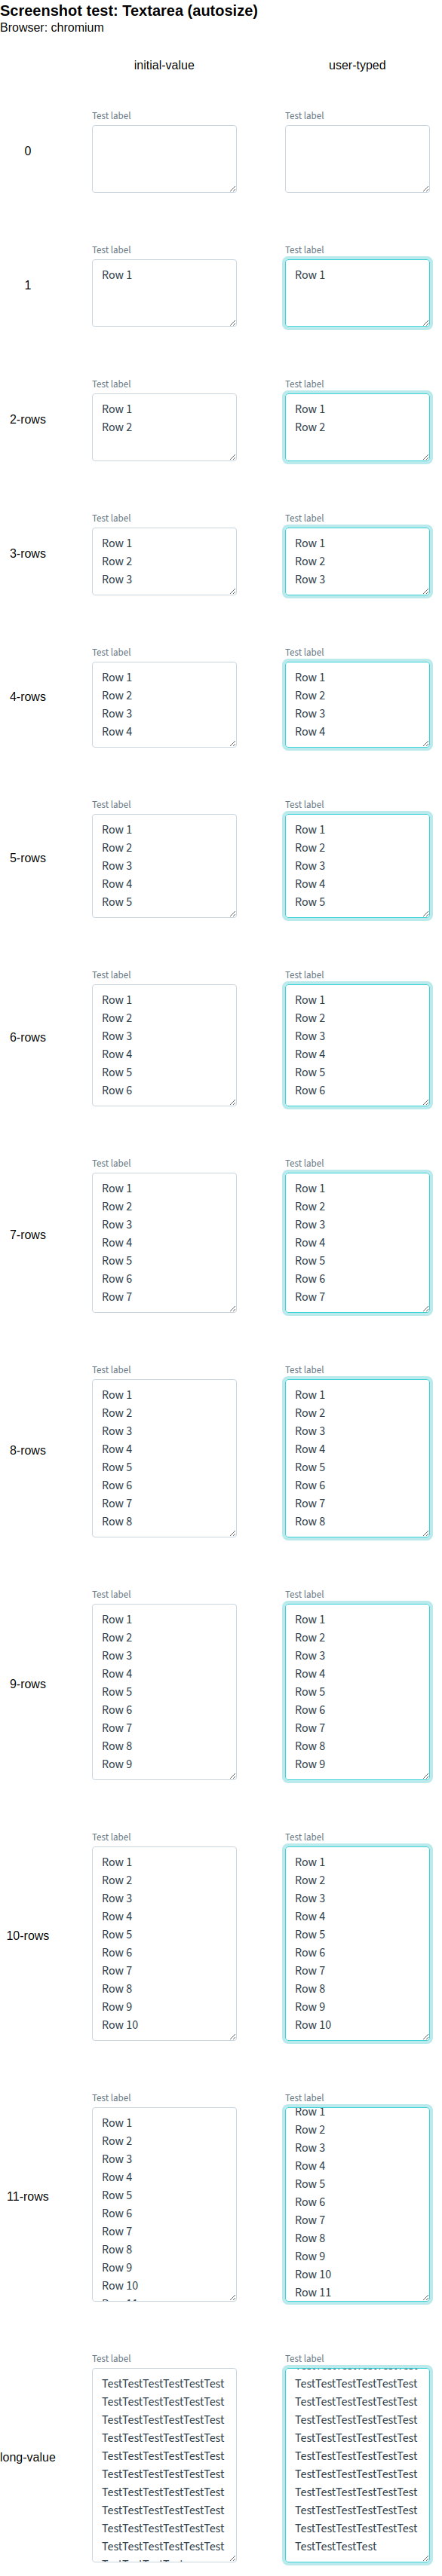 Screenshot test: Textarea (autosize)
Browser: chromium
initial-value user-typed
Test label Test label
0
Test label Test label
1
Row 1 Row 1
Test label Test label
2-rows
Row 1 Row 1
Row 2 Row 2
Test label Test label
3-rows
Row 1 Row 1
Row 2 Row 2
Row 3 Row 3
Test label Test label
4-rows
Row 1 Row 1
Row 2 Row 2
Row 3 Row 3
Row 4 Row 4
Test label Test label
5-rows
Row 1 Row 1
Row 2 Row 2
Row 3 Row 3
Row 4 Row 4
Row 5 Row 5
Test label Test label
6-rows
Row 1 Row 1
Row 2 Row 2
Row 3 Row 3
Row 4 Row 4
Row 5 Row 5
Row 6 Row 6
Test label Test label
7-rows
Row 1 Row 1
Row 2 Row 2
Row 3 Row 3
Row 4 Row 4
Row 5 Row 5
Row 6 Row 6
Row 7 Row 7
Test label Test label
8-rows
Row 1 Row 1
Row 2 Row 2
Row 3 Row 3
Row 4 Row 4
Row 5 Row 5
Row 6 Row 6
Row 7 Row 7
Row 8 Row 8
Test label Test label
9-rows
Row 1 Row 1
Row 2 Row 2
Row 3 Row 3
Row 4 Row 4
Row 5 Row 5
Row 6 Row 6
Row 7 Row 7
Row 8 Row 8
Row 9 Row 9
Test label Test label
10-rows
Row 1 Row 1
Row 2 Row 2
Row 3 Row 3
Row 4 Row 4
Row 5 Row 5
Row 6 Row 6
Row 7 Row 7
Row 8 Row 8
Row 9 Row 9
Row 10 Row 10
Test label Test label
11-rows
Row 1 Row 1
Row 2 Row 2
Row 3 Row 3
Row 4 Row 4
Row 5 Row 5
Row 6 Row 6
Row 7 Row 7
Row 8 Row 8
Row 9 Row 9
Row 10 Row 10
Row 11
Test label Test label
long-value
TestTestTestTestTestTest TestTestTestTestTestTest
TestTestTestTestTestTest TestTestTestTestTestTest
TestTestTestTestTestTest TestTestTestTestTestTest
TestTestTestTestTestTest TestTestTestTestTestTest
TestTestTestTestTestTest TestTestTestTestTestTest
TestTestTestTestTestTest TestTestTestTestTestTest
TestTestTestTestTestTest TestTestTestTestTestTest
TestTestTestTestTestTest TestTestTestTestTestTest
TestTestTestTestTestTest TestTestTestTestTestTest
TestTestTestTestTestTest TestTestTestTest